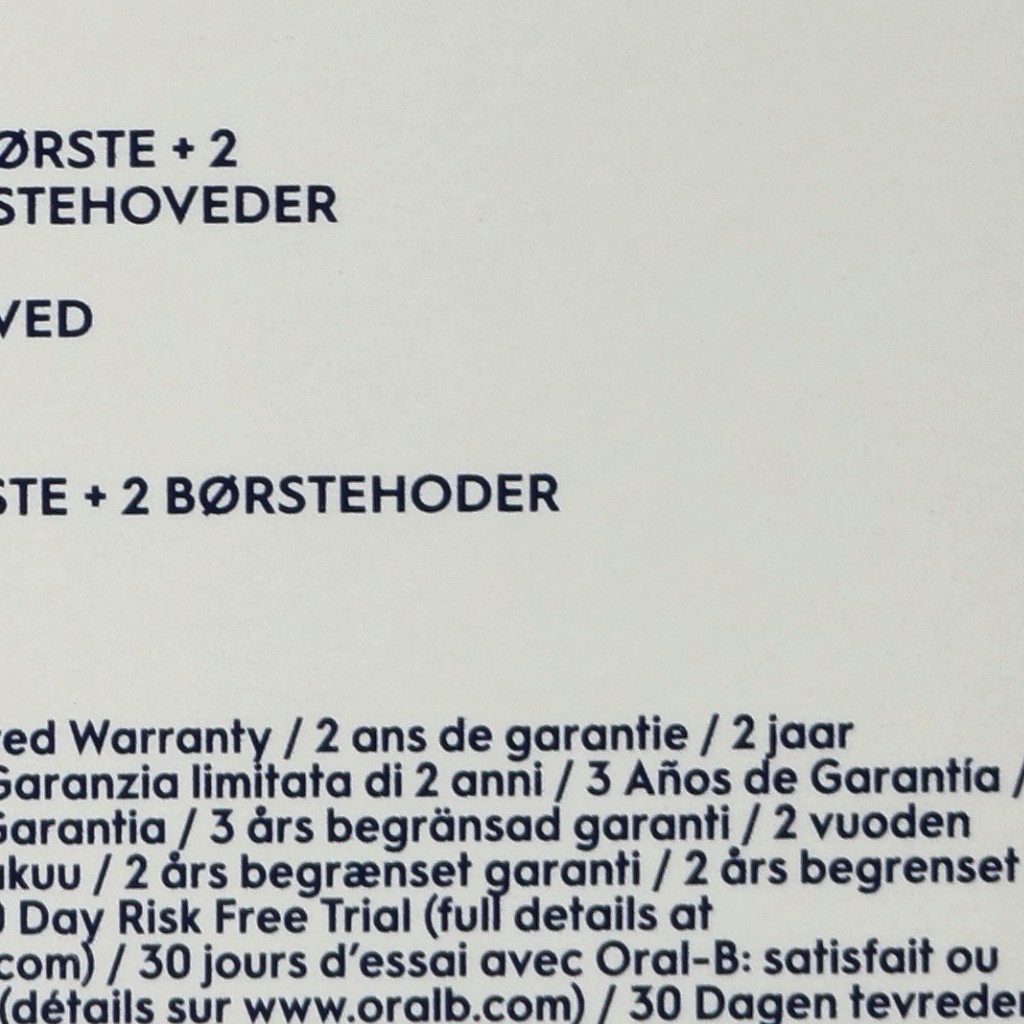 ØRSTE + 2
STEHOVEDER
VED
STE + 2 BØRSTEHODER
ed Warranty / 2 ans de garantie / 2 jaar
Garanzia limitata di 2 anni / 3 Años de Garantía /
Garantia / 3 års begränsad garanti / 2 vuoden
kuu / 2 års begrænset garanti / 2 års begrenset
Day Risk Free Trial (full details at
com) / 30 jours d’essai avec Oral-B: satisfait ou
(détails sur www.oralb.com) / 30 Dagen tevreden